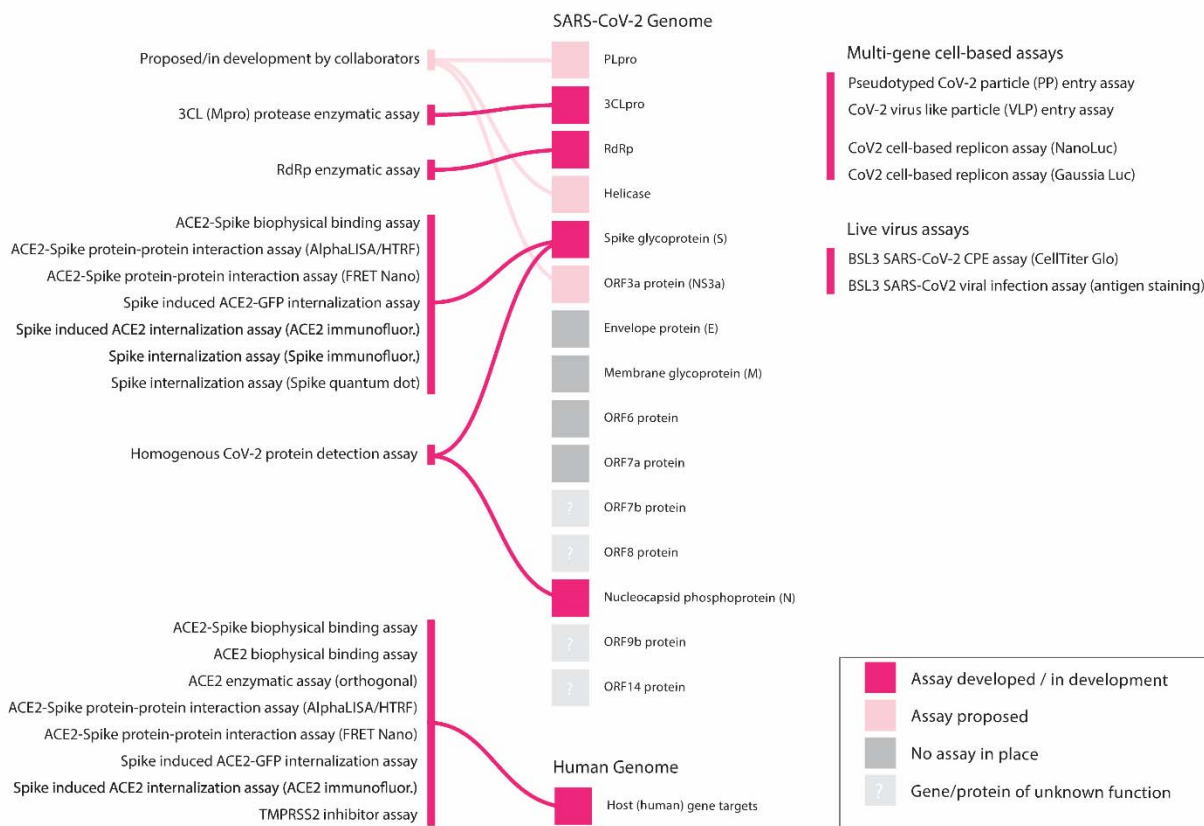 SARS-CoV-2 Genome
Proposed/in development by collaborators
3CL (Mpro) protease enzymatic assay
RdRp enzymatic assay
ACE2-Spike biophysical binding assay
ACE2-Spike protein-protein interaction assay (AlphaLISA/HTRF)
ACE2-Spike protein-protein interaction assay (FRET Nano)
Spike induced ACE2-GFP internalization assay
Spike induced ACE2 internalization assay (ACE2 immunofluor.)
Spike internalization assay (Spike immunofluor.)
Spike internalization assay (Spike quantum dot)
Homogenous CoV-2 protein detection assay
ACE2-Spike biophysical binding assay
ACE2 biophysical binding assay
ACE2 enzymatic assay (orthogonal)
ACE2-Spike protein-protein interaction assay (AlphaLISA/HTRF)
ACE2-Spike protein-protein interaction assay (FRET Nano)
Spike induced ACE2-GFP internalization assay
Spike induced ACE2 internalization assay (ACE2 immunofluor.)
TMPRSS2 inhibitor assay
PLpro
3CLpro
RdRp
Helicase
Spike glycoprotein (S)
ORF3a protein (NS3a)
Envelope protein (E)
Membrane glycoprotein (M)
ORF6 protein
ORF7a protein
? ORF7b protein
? ORF8 protein
Nucleocapsid phosphoprotein (N)
? ORF9b protein
? ORF14 protein
Human Genome
Host (human) gene targets
Multi-gene cell-based assays
Pseudotyped CoV-2 particle (PP) entry assay
CoV-2 virus like particle (VLP) entry assay
CoV2 cell-based replicon assay (NanoLuc)
CoV2 cell-based replicon assay (Gaussia Luc)
Live virus assays
BSL3 SARS-CoV-2 CPE assay (CellTiter Glo)
BSL3 SARS-CoV2 viral infection assay (antigen staining)
Assay developed / in development
Assay proposed
No assay in place
? Gene/protein of unknown function